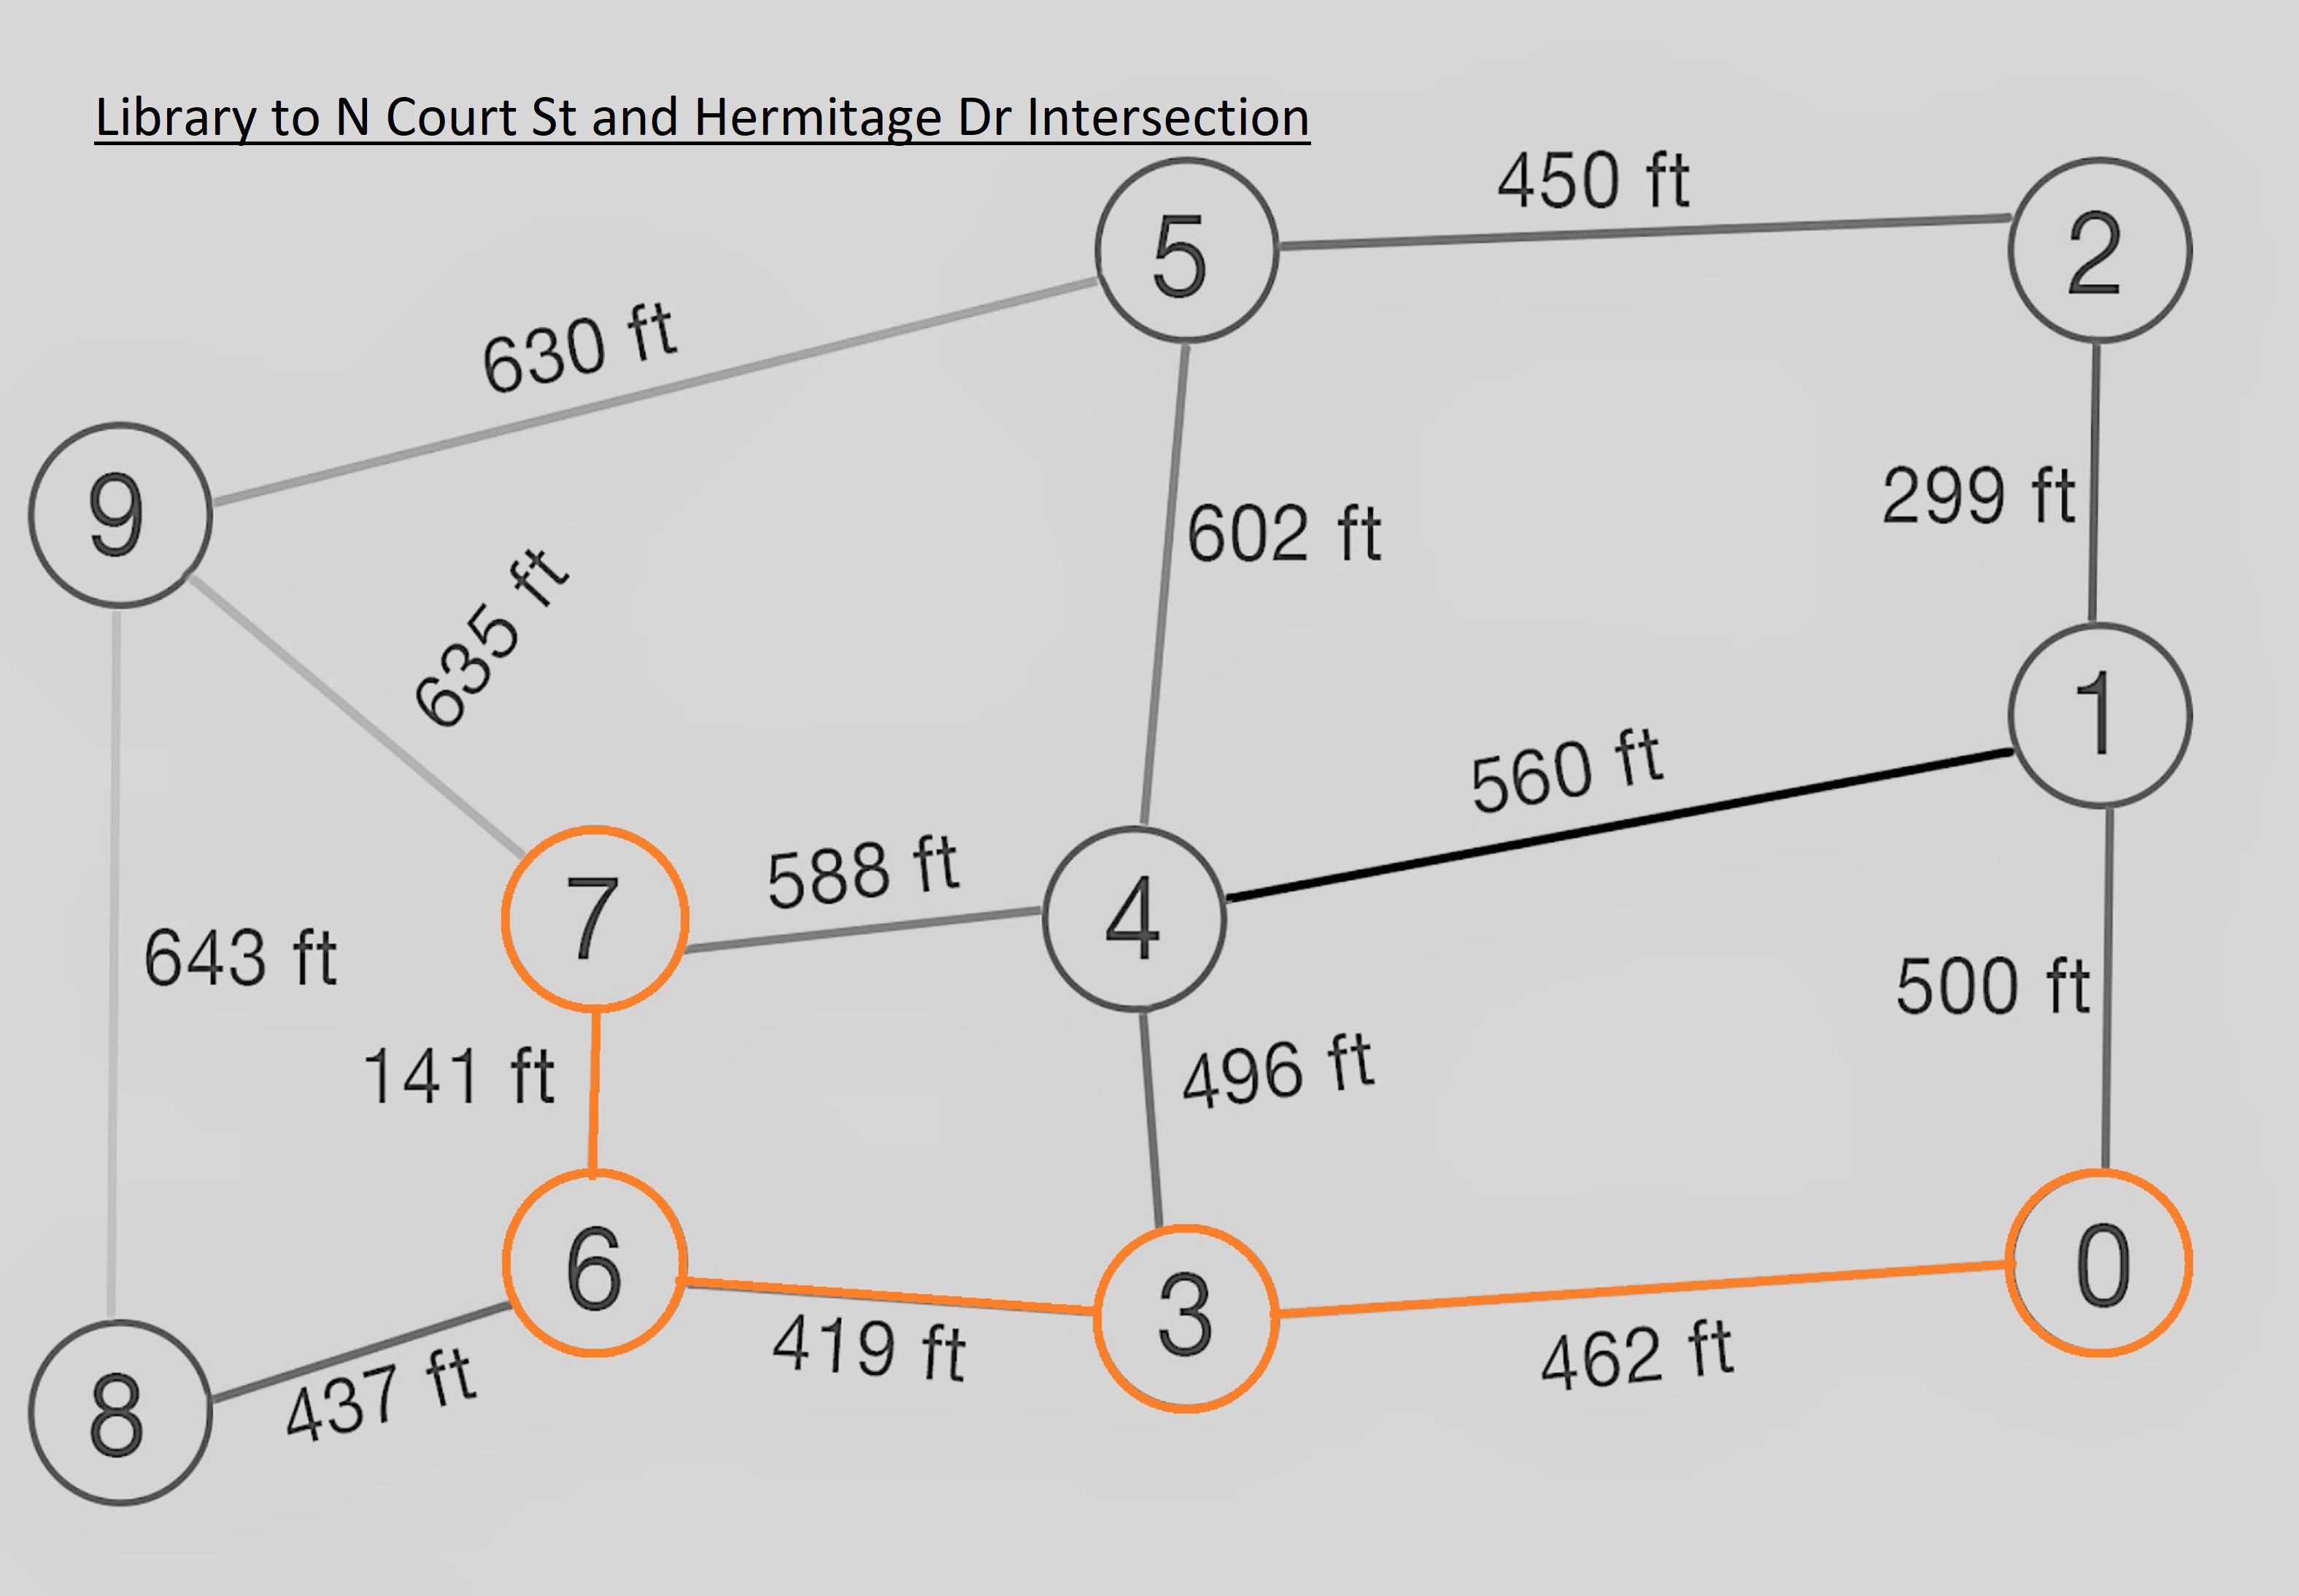 Library to N Court St and Hermitage Dr Intersection
450 ft
5
2
630 ft
299 ft
9
602 ft
635 ft
1
560 ft
588 ft
7
4
643 ft
500 ft
141 ft
496 ft
6
3
0
419 ft
462 ft
8
437 ft